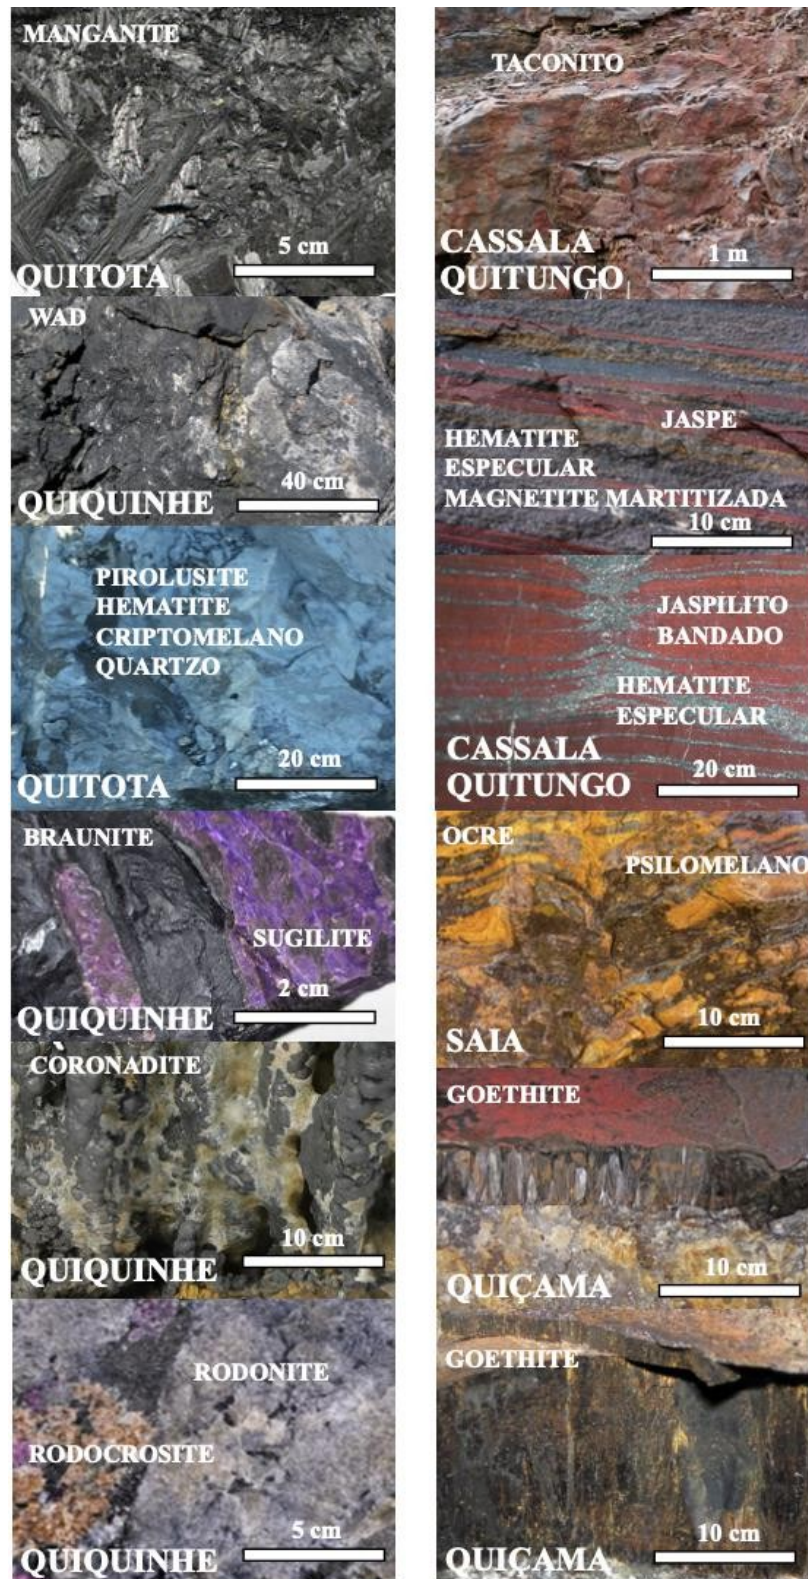 MANGANITE
5 cm
QUITOTA
WAD
40 cm
QUIQUINHE
PIROLUSITE
HEMATITE
CRIPTOMELANO
QUARTZO
20 cm
QUITOTA
BRAUNITE
SUGILITE
2 cm
QUIQUINHE
CORONADITE
10 cm
QUIQUINHE
RODONITE
RODOCROSITE
5 cm
QUIQUINHE
TACONITO
CASSALA
QUITUNGO
1 m
JASPE
HEMATITE
ESPECULAR
MAGNETITE MARTITIZADA
10 cm
JASPILITO
BANDADO
HEMATITE
ESPECULAR
CASSALA
QUITUNGO
20 cm
OCRE
PSILOMELANO
10 cm
SAIA
GOETHITE
10 cm
QUIÇAMA
GOETHITE
10 cm
QUIÇAMA